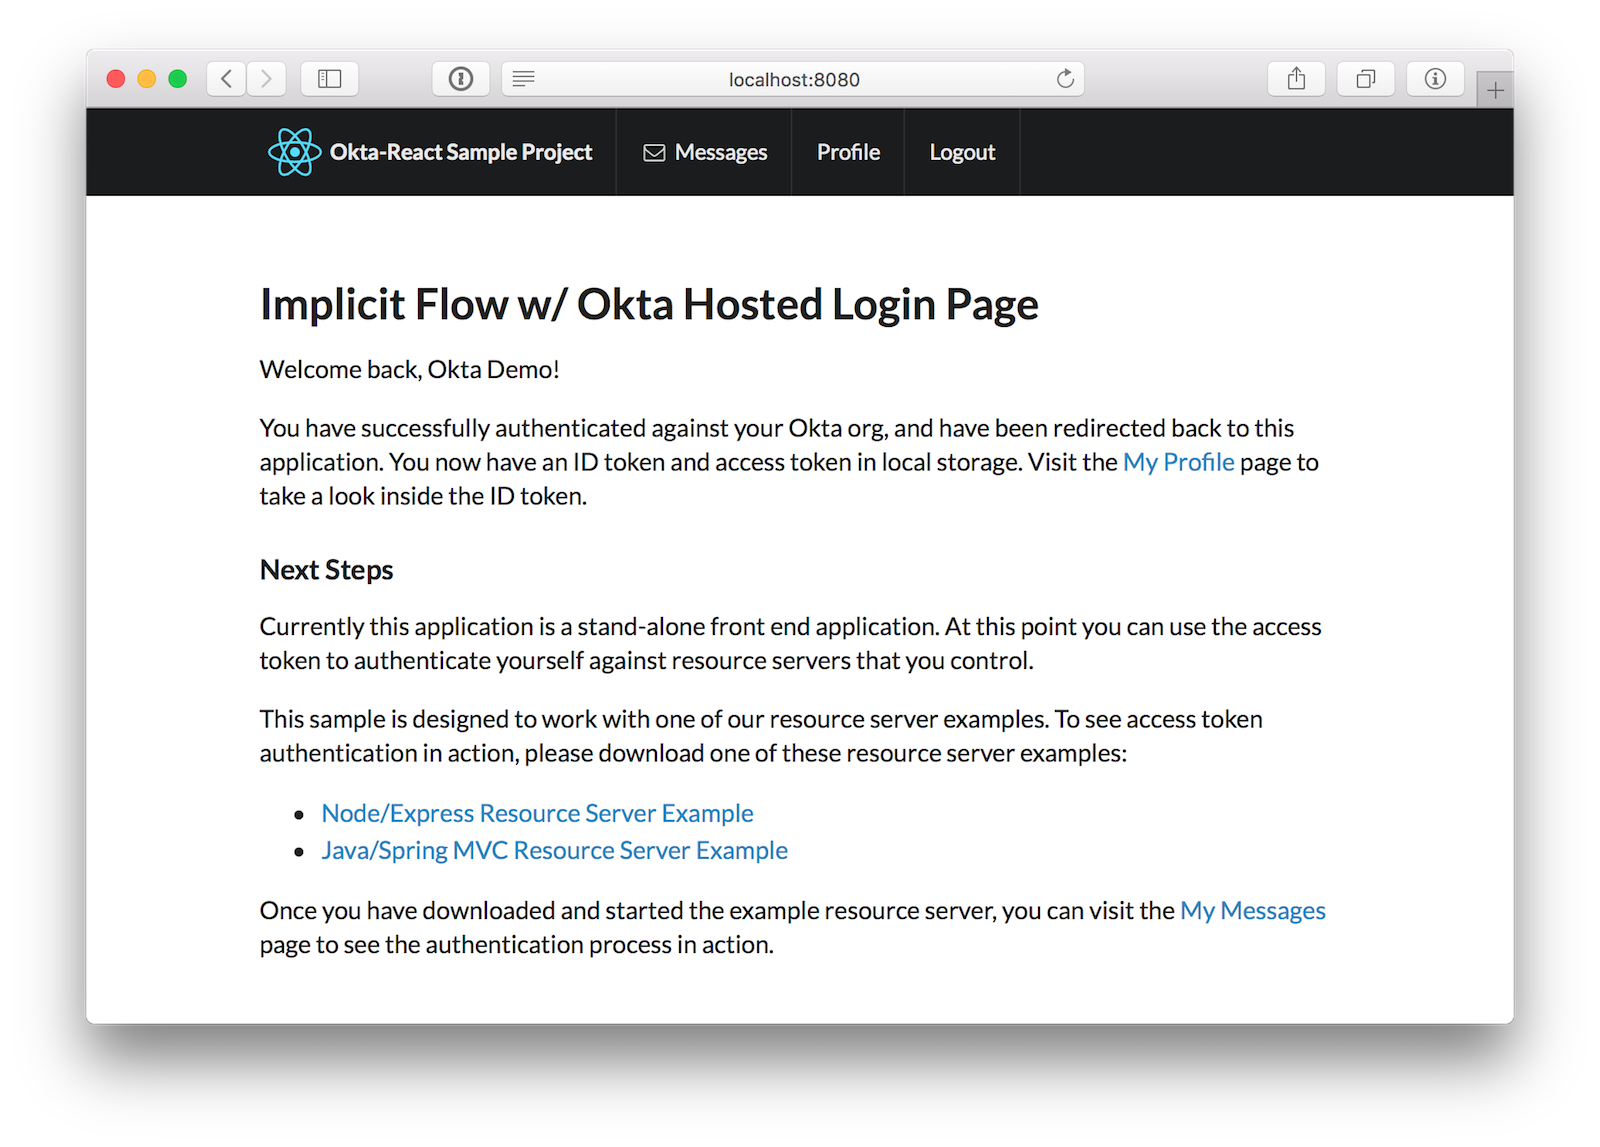 localhost:8080
Okta-React Sample Project Messages Profile Logout
Implicit Flow w/ Okta Hosted Login Page
Welcome back, Okta Demo!
You have successfully authenticated against your Okta org, and have been redirected back to this
application. You now have an ID token and access token in local storage. Visit the My Profile page to
take a look inside the ID token.
Next Steps
Currently this application is a stand-alone front end application. At this point you can use the access
token to authenticate yourself against resource servers that you control.
This sample is designed to work with one of our resource server examples. To see access token
authentication in action, please download one of these resource server examples:
• Node/Express Resource Server Example
• Java/Spring MVC Resource Server Example
Once you have downloaded and started the example resource server, you can visit the My Messages
page to see the authentication process in action.